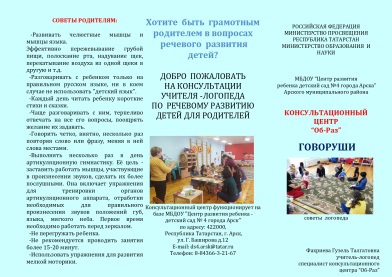 СОВЕТЫ РОДИТЕЛЯМ:
-Развивать челюстные мышцы и
мышцы языка.
Эффективно пережевывание грубой
пищи, полоскание рта, надувание щек,
перекатывание воздуха из одной щеки в
другую и т.д.
-Разговаривать с ребенком только на
правильном русском языке, ни в коем
случае не использовать "детский язык".
-Каждый день читать ребенку короткие
стихи и сказки.
-Чаще разговаривать с ним, терпеливо
отвечать на все его вопросы, поощрять
желание их задавать.
-Говорить четко, внятно, несколько раз
повторяя слово или фразу, меняя в ней
слова местами.
-Выполнять несколько раз в день
артикуляционную гимнастику. Её цель -
заставить работать мышцы, участвующие в
произнесении звуков, сделать их более
послушными. Она включает упражнения
для тренировки органов
артикуляционного аппарата, отработки
необходимых для правильного
произнесения звуков положений губ,
языка, мягкого неба. Первое время
необходимо работать перед зеркалом.
-Не перегружать ребенка.
-Не рекомендуется проводить занятия
более 15-20 минут.
-Использовать упражнения для развития
мелкой моторики.
Хотите быть грамотным
родителем в вопросах
речевого развития
детей?
ДОБРО ПОЖАЛОВАТЬ
НА КОНСУЛЬТАЦИИ
УЧИТЕЛЯ -ЛОГОПЕДА
ПО РЕЧЕВОМУ РАЗВИТИЮ
ДЕТЕЙ ДЛЯ РОДИТЕЛЕЙ
Консультационный центр функционирует на
базе МБДОУ "Центр развития ребенка -
детский сад № 4 города Арск"
по адресу: 422000,
Республика Татарстан, г. Арск,
ул. Г. Баширова д.12
Телефон: 8-84366-3-21-67
РОССИЙСКАЯ ФЕДЕРАЦИЯ
МИНИСТЕРСТВО ПРОСВЕЩЕНИЯ
РЕСПУБЛИКА ТАТАРСТАН
МИНИСТЕРСТВО ОБРАЗОВАНИЯ И
НАУКИ
МБДОУ "Центр развития
ребенка детский сад №4 города Арска"
Арского муниципального района
КОНСУЛЬТАЦИОННЫЙ
ЦЕНТР
"Об-Раз"
ГОВОРУШИ
советы логопеда
учитель-логопед
специалист консультационного
центра "Об-Раз"